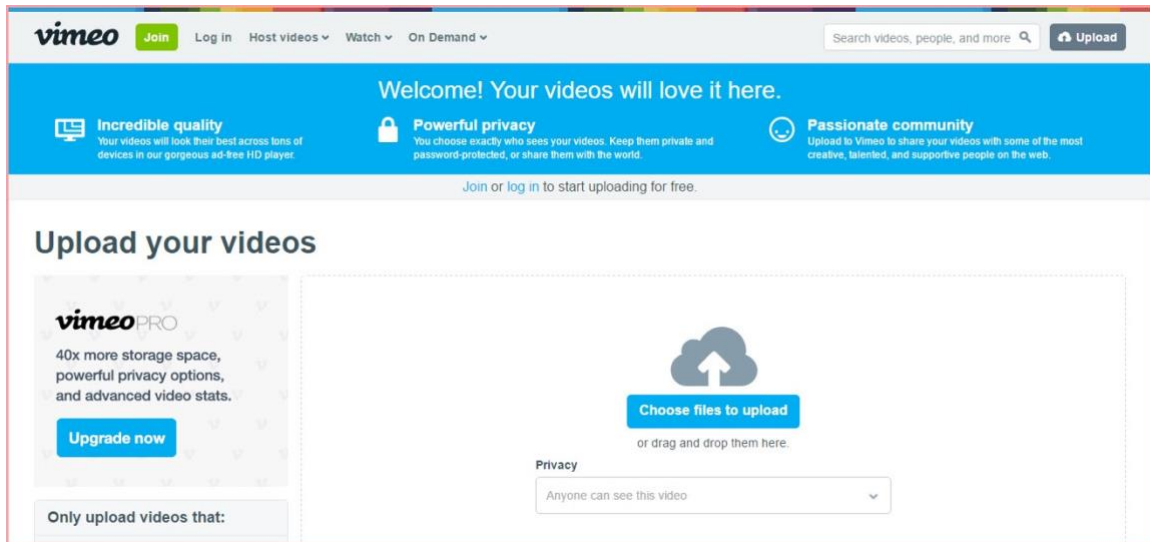 vimeo Join Log in Host videos Watch On Demand Search videos, people, and more Upload
Welcome! Your videos will love it here.
Incredible quality
Your videos will look their best across tons of
devices in our gorgeous ad-free HD player.
Powerful privacy
You choose exactly who sees your videos. Keep them private and
password-protected, or share them with the world.
Passionate community
Upload to Vimeo to share your videos with some of the most
creative, talented, and supportive people on the web.
Join or log in to start uploading for free.
Upload your videos
vimeo PRO
40x more storage space,
powerful privacy options,
and advanced video stats.
Upgrade now
Only upload videos that:
Choose files to upload
or drag and drop them here.
Privacy
Anyone can see this video